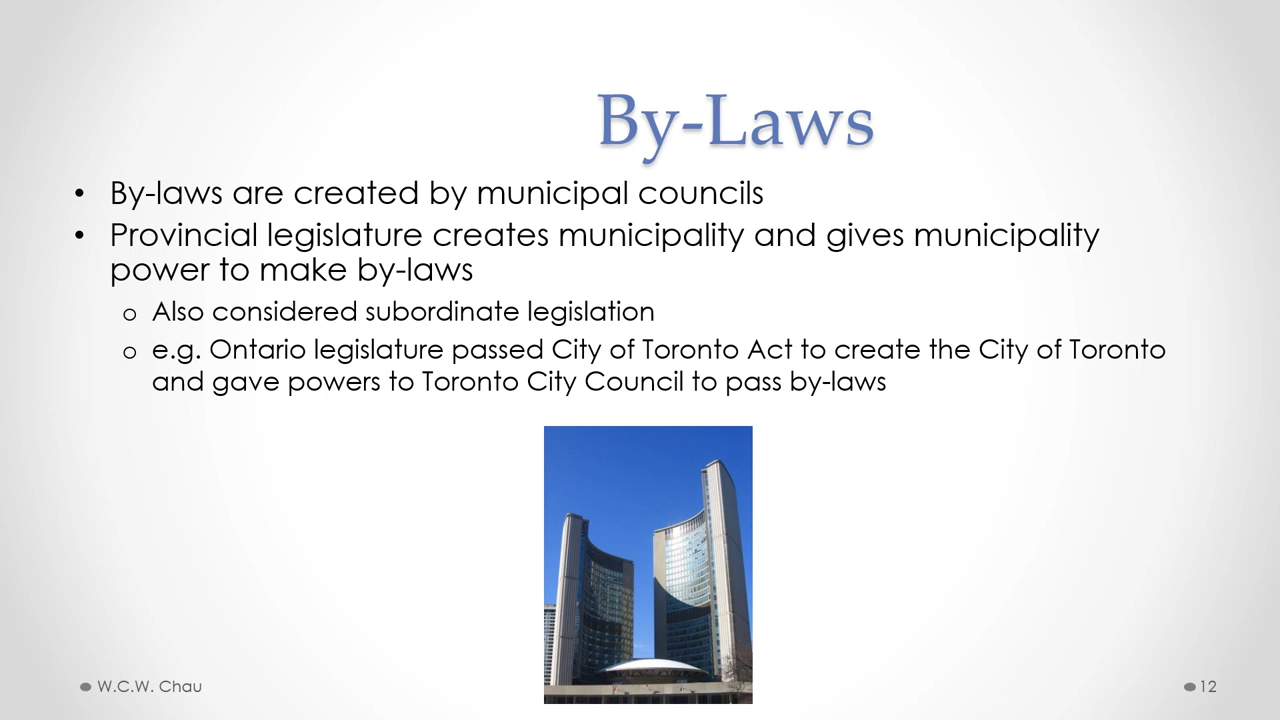 By-Laws
• By-laws are created by municipal councils
• Provincial legislature creates municipality and gives municipality
power to make by-laws
o Also considered subordinate legislation
o e.g. Ontario legislature passed City of Toronto Act to create the City of Toronto
and gave powers to Toronto City Council to pass by-laws
W.C.W. Chau
12